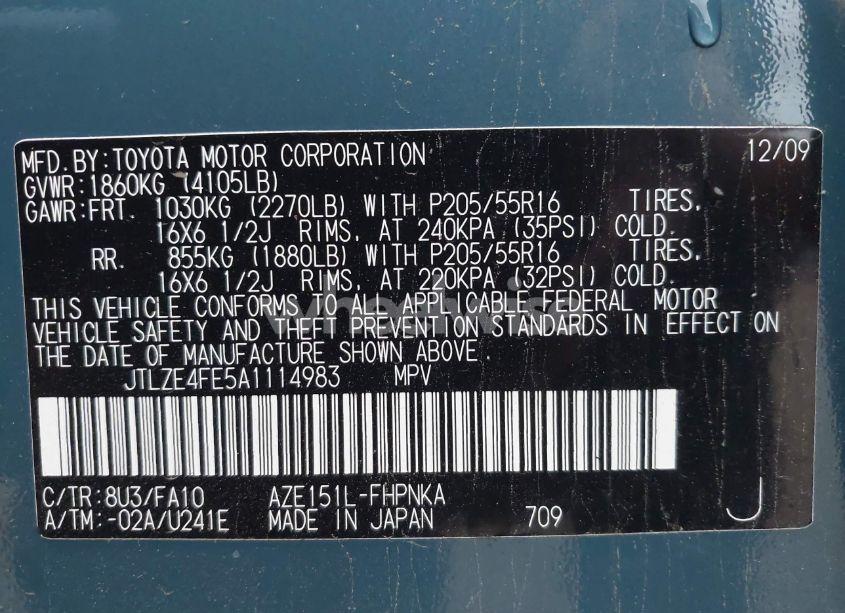 MFD.BY:TOYOTA MOTOR CORPORATION 12/09
GVWR:1860KG (4105LB)
GAWR:FRT. 1030KG (2270LB) WITH P205/55R16 TIRES,
16X6 1/2J RIMS, AT 240KPA (35PSI) COLD.
RR. 855KG (1880LB) WITH P205/55R16 TIRES,
16X6 1/2J RIMS, AT 220KPA (32PSI) COLD.
THIS VEHICLE CONFORMS TO ALL APPLICABLE FEDERAL MOTOR
VEHICLE SAFETY AND THEFT PREVENTION STANDARDS IN EFFECT ON
THE DATE OF MANUFACTURE SHOWN ABOVE.
JTLZE4FE5A1114983 MPV
C/TR:8U3/FA10 AZE151L-FHPNKA
A/TM:-02A/U241E MADE IN JAPAN 709 J